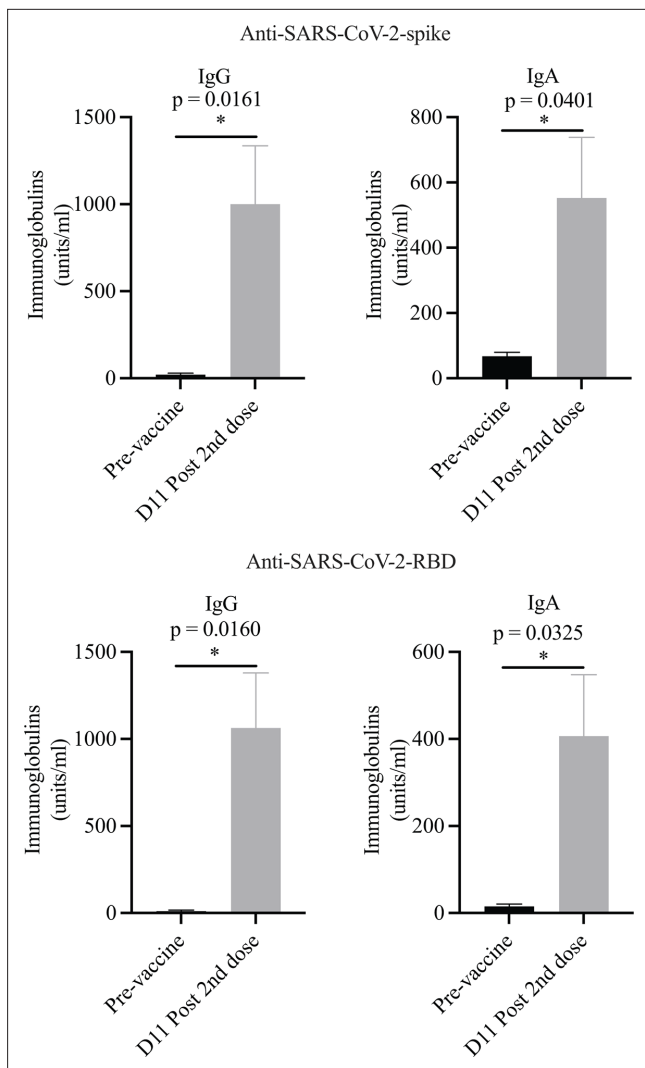 Anti-SARS-CoV-2-spike
IgG
p = 0.0161
*
Immunoglobulins
(units/ml)
1500
1000
500
0
Pre-vaccine
D11 Post 2nd dose
IgA
p = 0.0401
*
Immunoglobulins
(units/ml)
800
600
400
200
0
Pre-vaccine
D11 Post 2nd dose
Anti-SARS-CoV-2-RBD
IgG
p = 0.0160
*
Immunoglobulins
(units/ml)
1500
1000
500
0
Pre-vaccine
D11 Post 2nd dose
IgA
p = 0.0325
*
Immunoglobulins
(units/ml)
600
400
200
0
Pre-vaccine
D11 Post 2nd dose